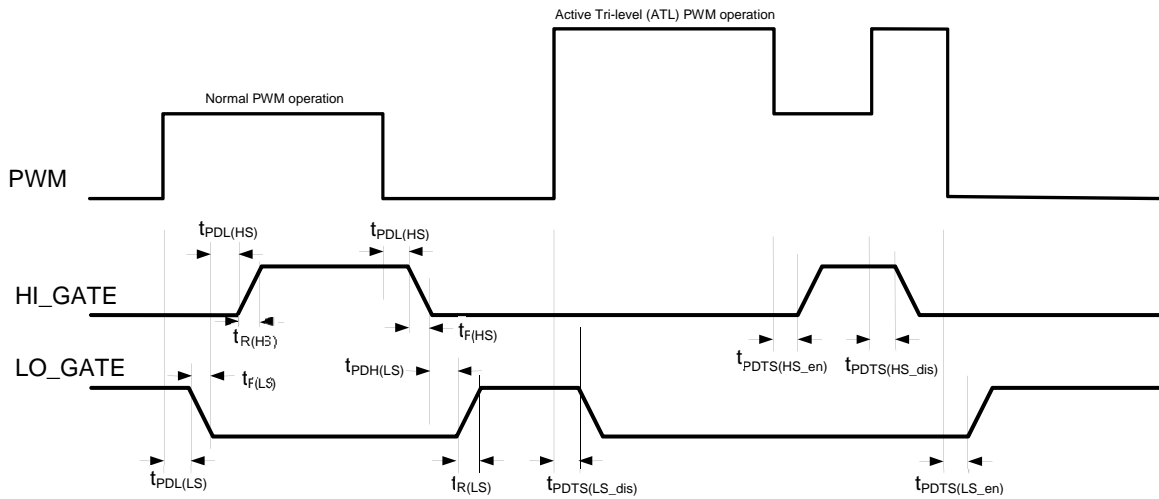 Active Tri-level (ATL) PWM operation
Normal PWM operation
PWM
tPDL(HS)
tPDL(HS)
HI_GATE
tR(HS)
tF(HS)
tPDH(LS)
tPDTS(HS_en)
tPDTS(HS_dis)
LO_GATE
tF(LS)
tPDL(LS)
tR(LS)
tPDTS(LS_dis)
tPDTS(LS_en)